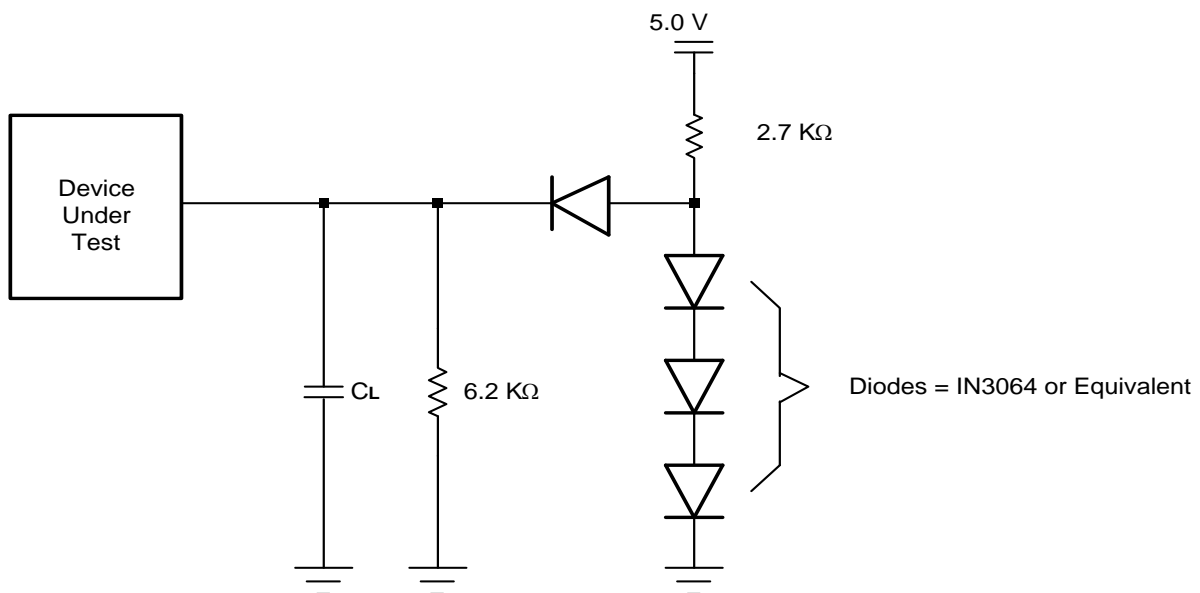 5.0 V
2.7 KΩ
Device
Under
Test
CL
6.2 KΩ
Diodes = IN3064 or Equivalent